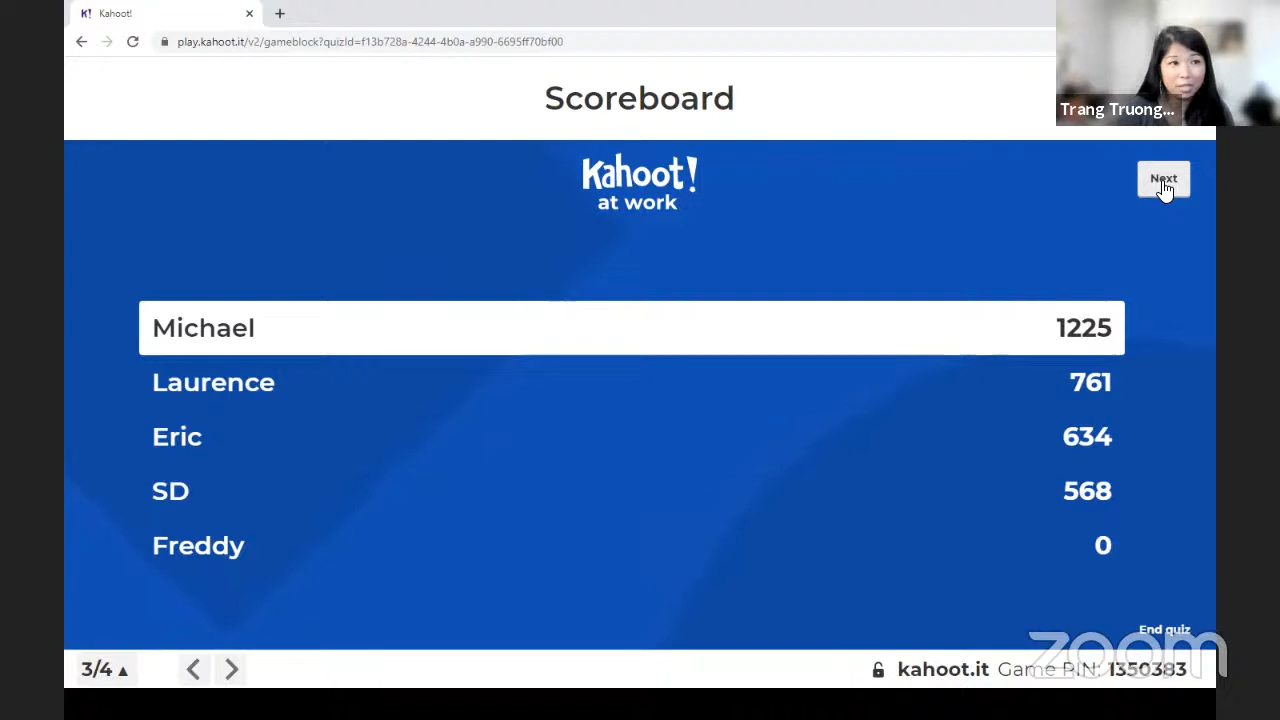 Kahoot!
play.kahoot.it/v2/gameblock?quizId=f13b728a-4244-4b0a-a990-6695ff70bf00
Scoreboard
Trang Truong...
Kahoot!
at work
Next
Michael 1225
Laurence 761
Eric 634
SD 568
Freddy 0
End quiz
zoom
3/4
kahoot.it Game PIN: 1350383